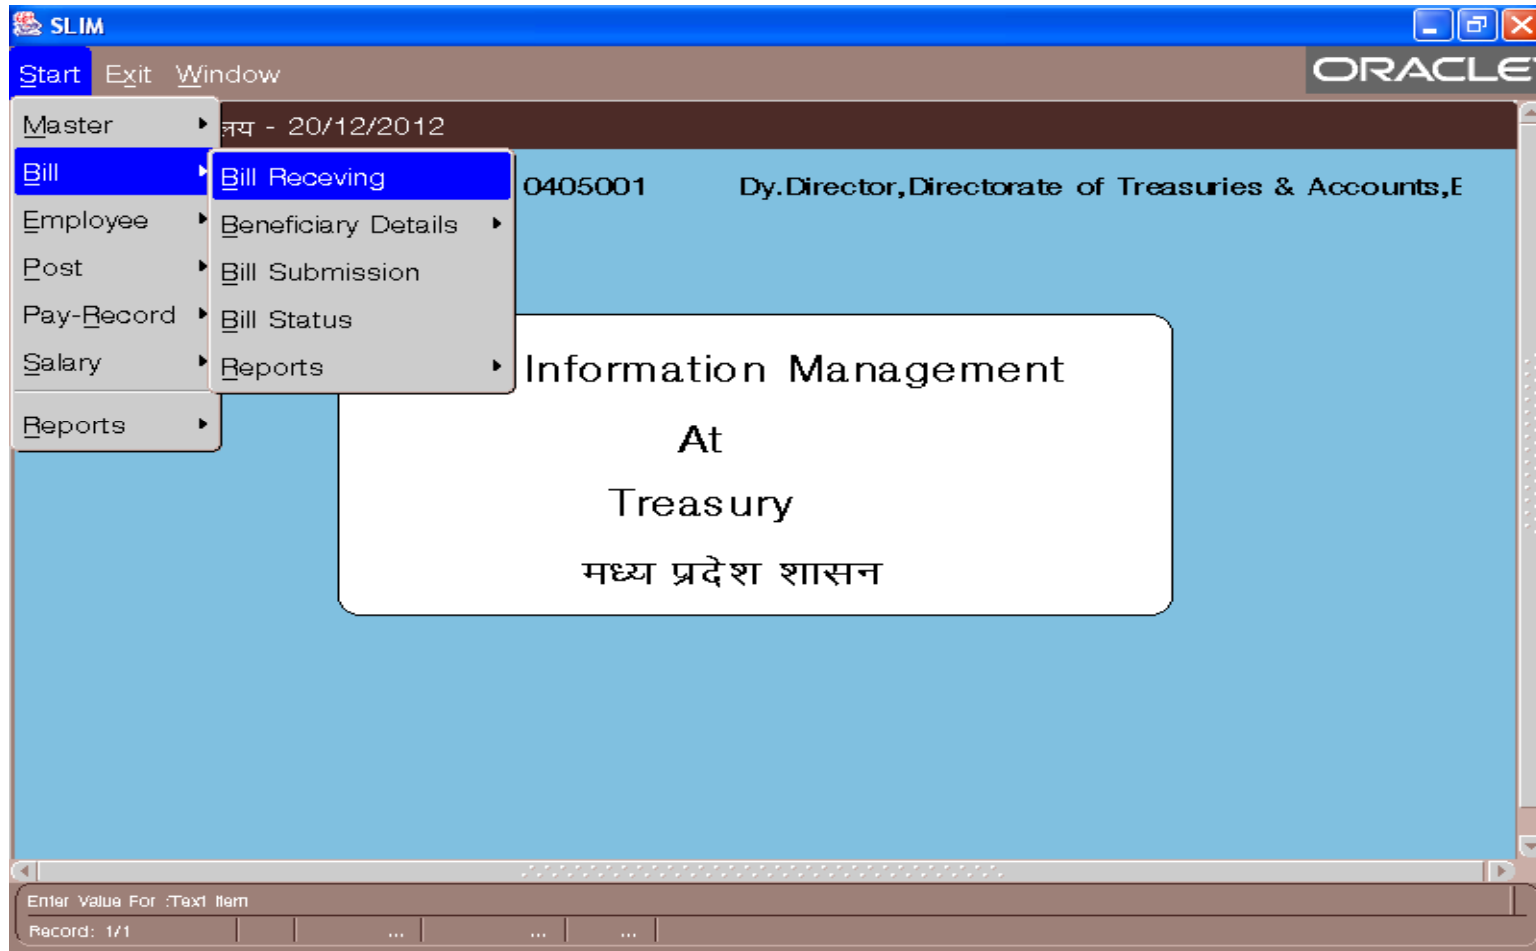 SLIM
Start Exit Window
ORACLE
Master
लय - 20/12/2012
Bill
Bill Receving
0405001 Dy.Director,Directorate of Treasuries & Accounts,E
Employee
Beneficiary Details
Post
Bill Submission
Pay-Record
Bill Status
Salary
Reports
Information Management
Reports
At
Treasury
मध्य प्रदेश शासन
Enter Value For :Text Item
Record: 1/1
... ... ...